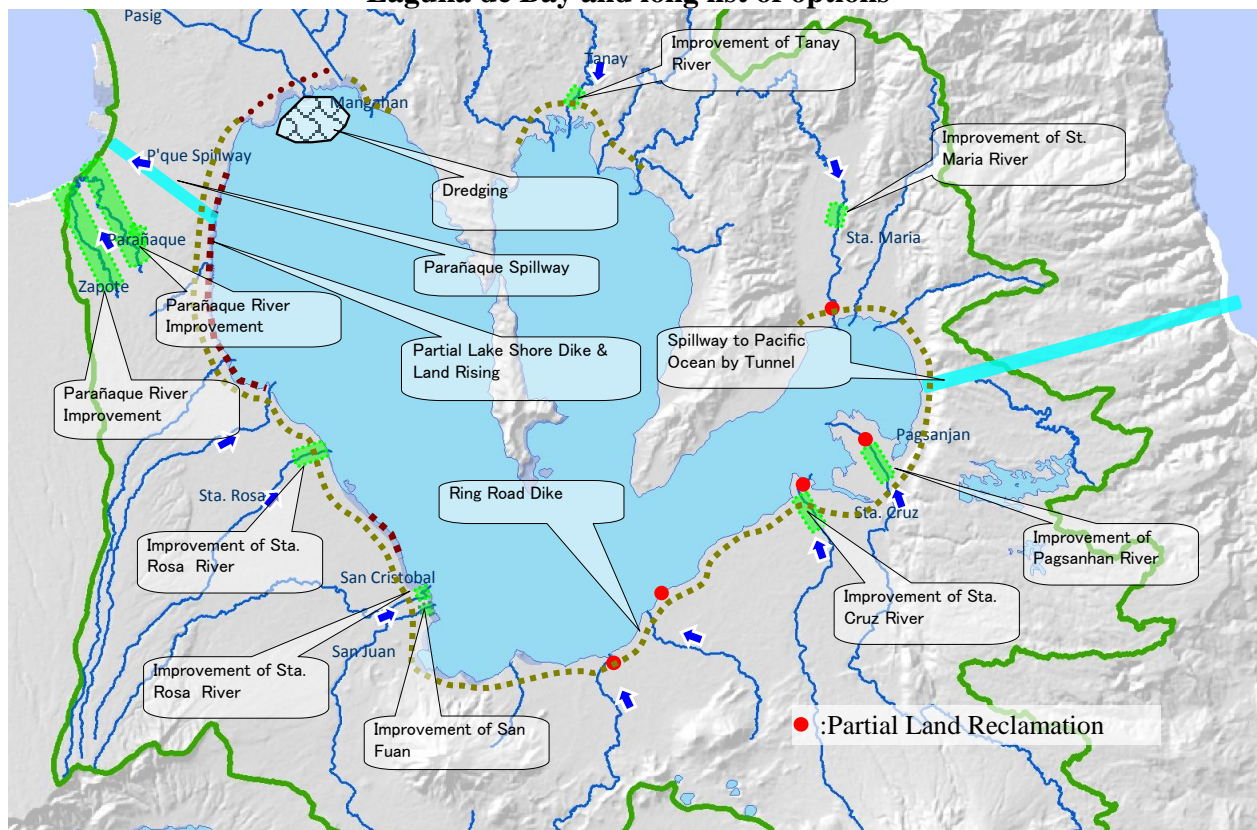 Laguna de Bay and long list of options
Pasig
Improvement of Tanay
River
Tanay
Mangahan
Improvement of St.
Maria River
P'que Spilway
Dredging
Sta. Maria
Parañaque
Parañaque Spillway
Zapote
Parañaque River
Improvement
Partial Lake Shore Dike &
Land Rising
Spillway to Pacific
Ocean by Tunnel
Parañaque River
Improvement
Pagsanjan
Ring Road Dike
Sta. Rosa
Sta. Cruz
Improvement of Sta.
Rosa River
Improvement of
Pagsanhan River
San Cristobal
Improvement of Sta.
Cruz River
San Juan
Improvement of Sta.
Rosa River
Improvement of San
Fuan
:Partial Land Reclamation